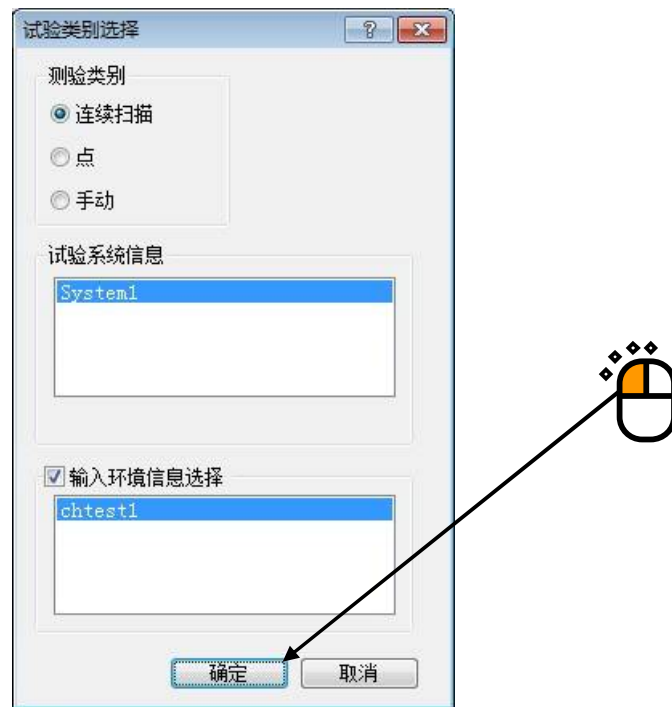 试验类别选择
测验类别
连续扫描
点
手动
试验系统信息
System1
输入环境信息选择
chtest1
确定
取消